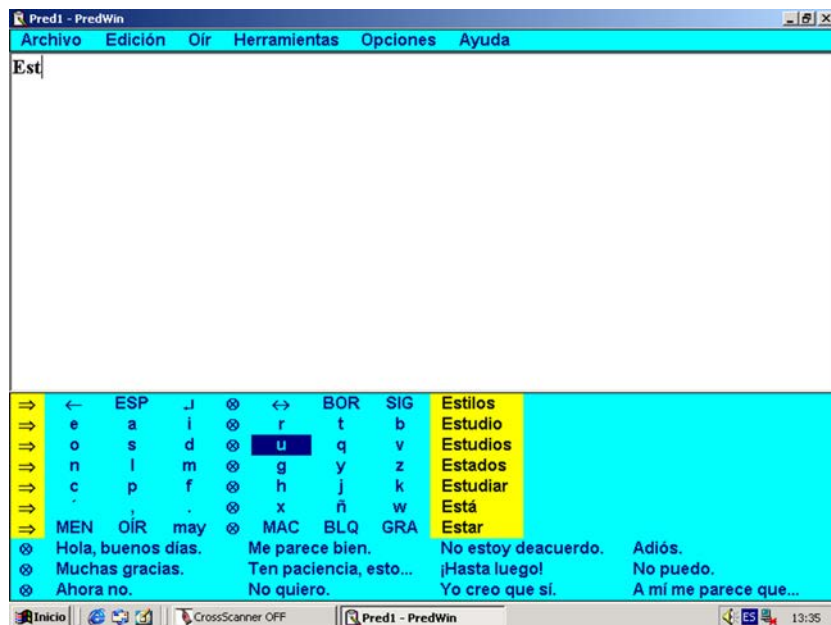 Pred1 - PredWin
Archivo Edición Oír Herramientas Opciones Ayuda
Est
⇒ ← ESP ↵ ⊗ ↔ BOR SIG Estilos
⇒ e a i ⊗ r t b Estudio
⇒ o s d ⊗ u q v Estudios
⇒ n l m ⊗ g y z Estados
⇒ c p f ⊗ h j k Estudiar
⇒ ´ , . ⊗ x ñ w Está
⇒ MEN OÍR may ⊗ MAC BLQ GRA Estar
⊗ Hola, buenos días. Me parece bien. No estoy deacuerdo. Adiós.
⊗ Muchas gracias. Ten paciencia, esto... ¡Hasta luego! No puedo.
⊗ Ahora no. No quiero. Yo creo que sí. A mí me parece que...
Inicio CrossScanner OFF Pred1 - PredWin ES 13:35